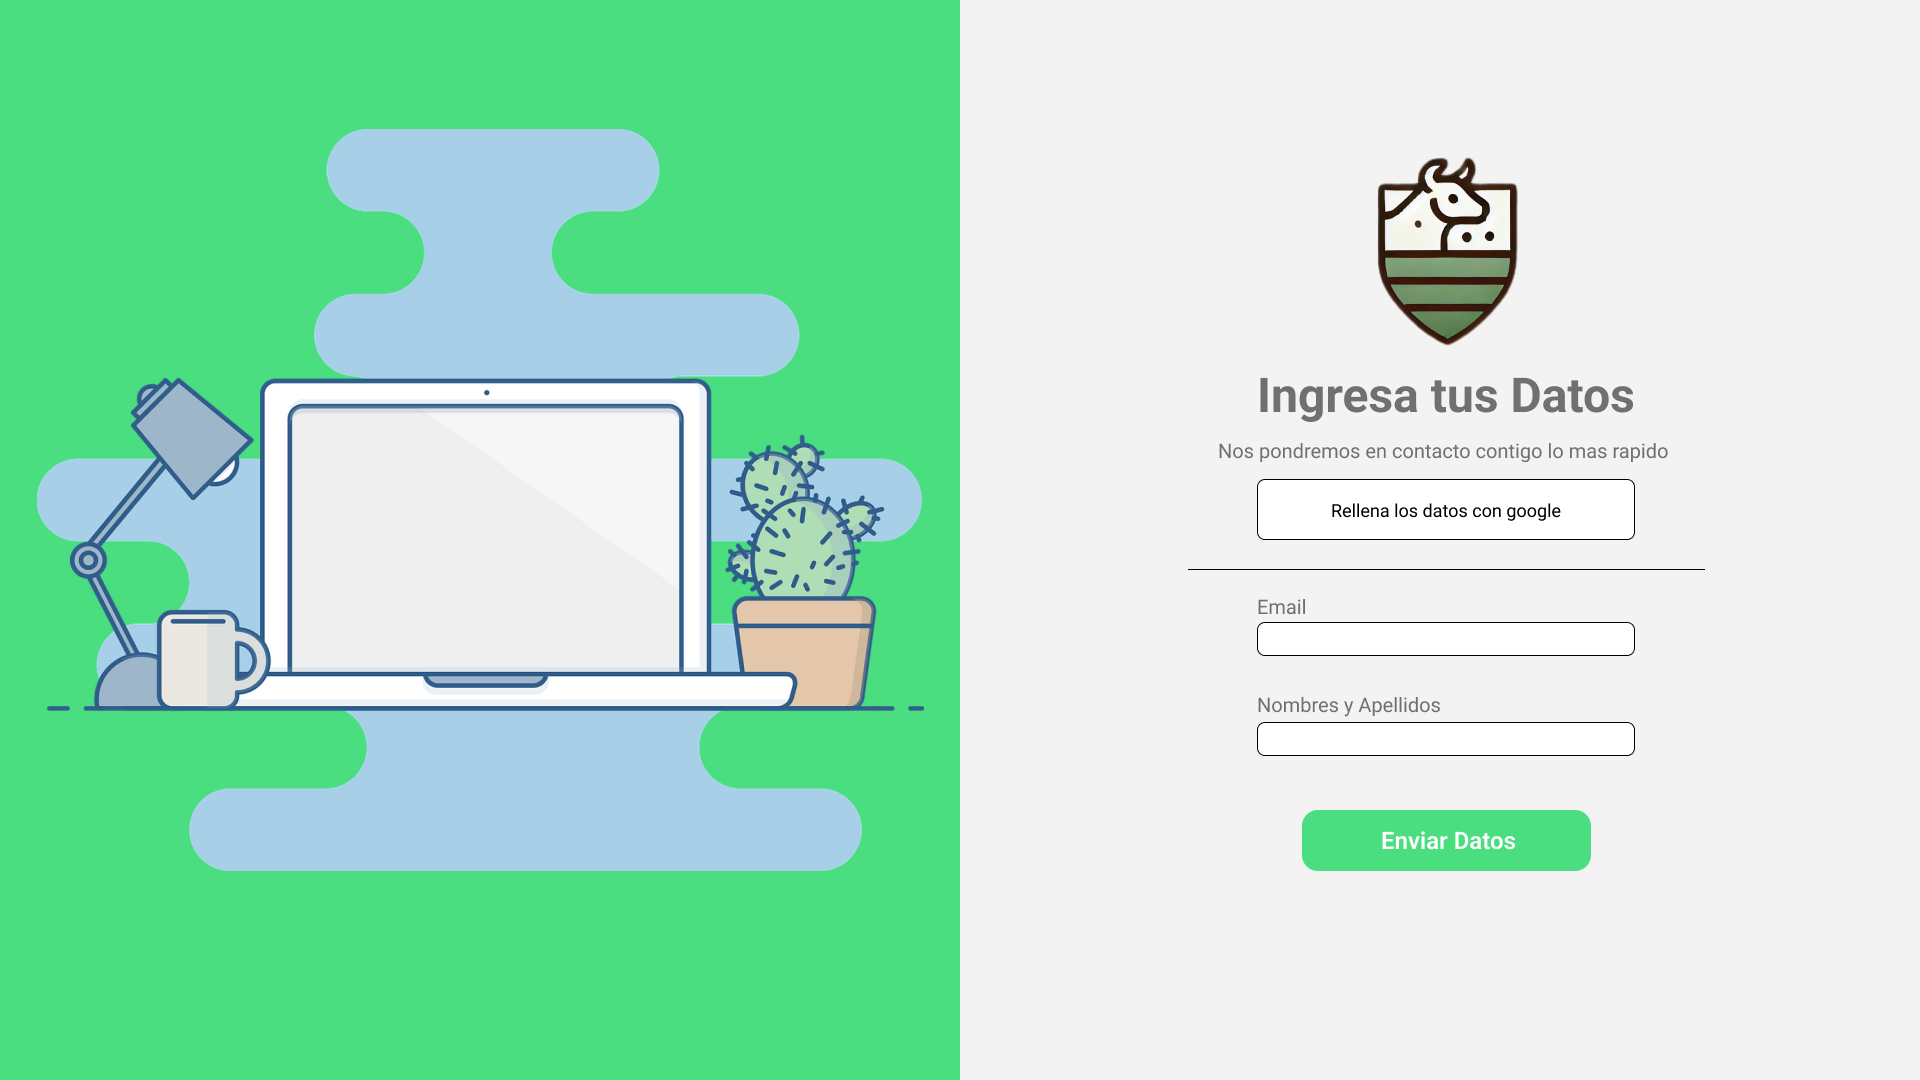 Ingresa tus Datos
Nos pondremos en contacto contigo lo mas rapido
Rellena los datos con google
Email
Nombres y Apellidos
Enviar Datos